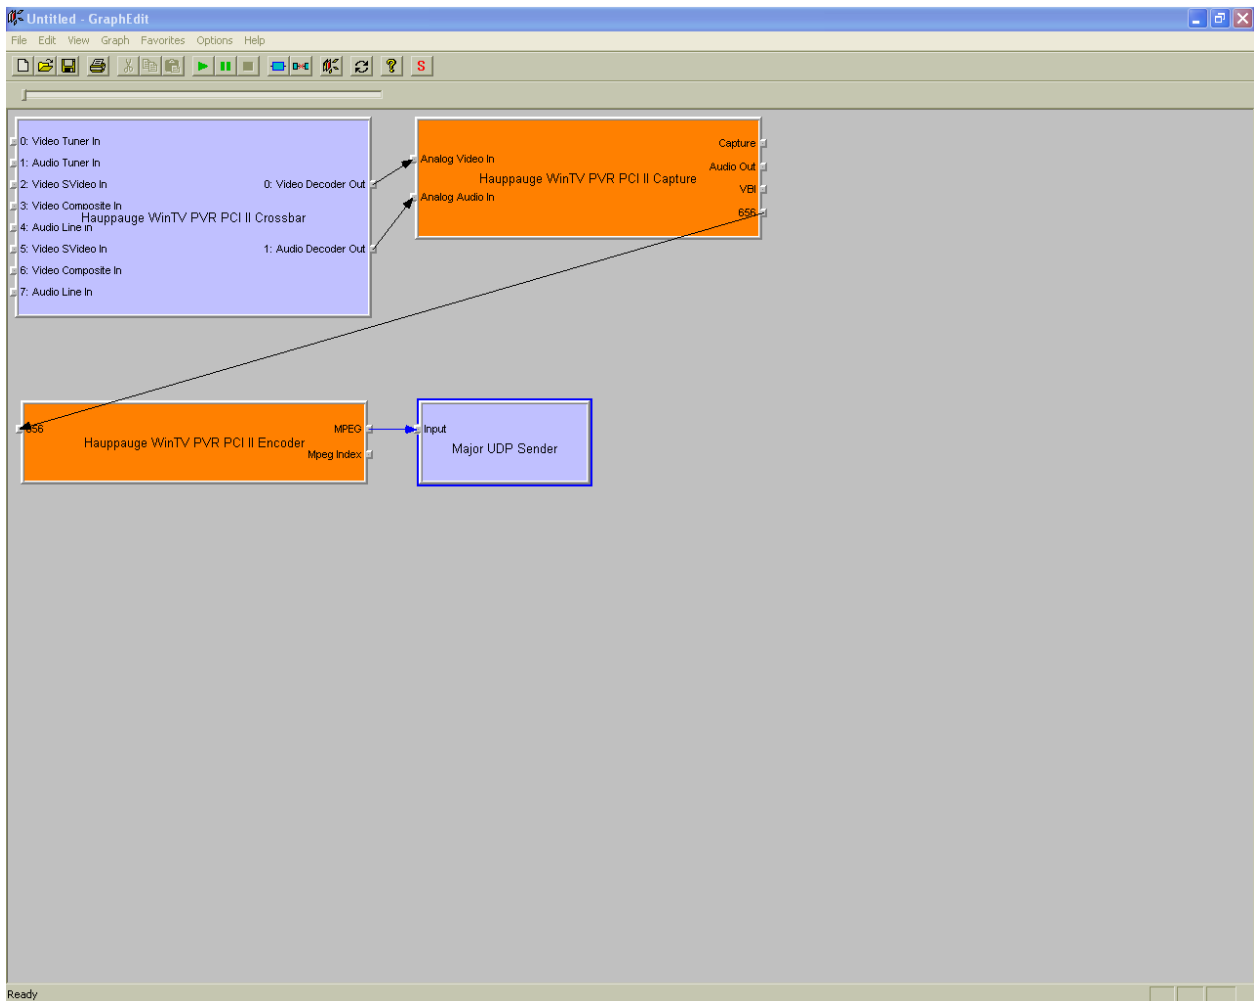 Untitled - GraphEdit
File Edit View Graph Favorites Options Help
S
0: Video Tuner In
1: Audio Tuner In
2: Video SVideo In
3: Video Composite In
4: Audio Line in
5: Video SVideo In
6: Video Composite In
7: Audio Line In
0: Video Decoder Out
Hauppauge WinTV PVR PCI II Crossbar
1: Audio Decoder Out
Analog Video In
Analog Audio In
Hauppauge WinTV PVR PCI II Capture
Capture
Audio Out
VBI
656
656
Hauppauge WinTV PVR PCI II Encoder
MPEG
Mpeg Index
Input
Major UDP Sender
Ready